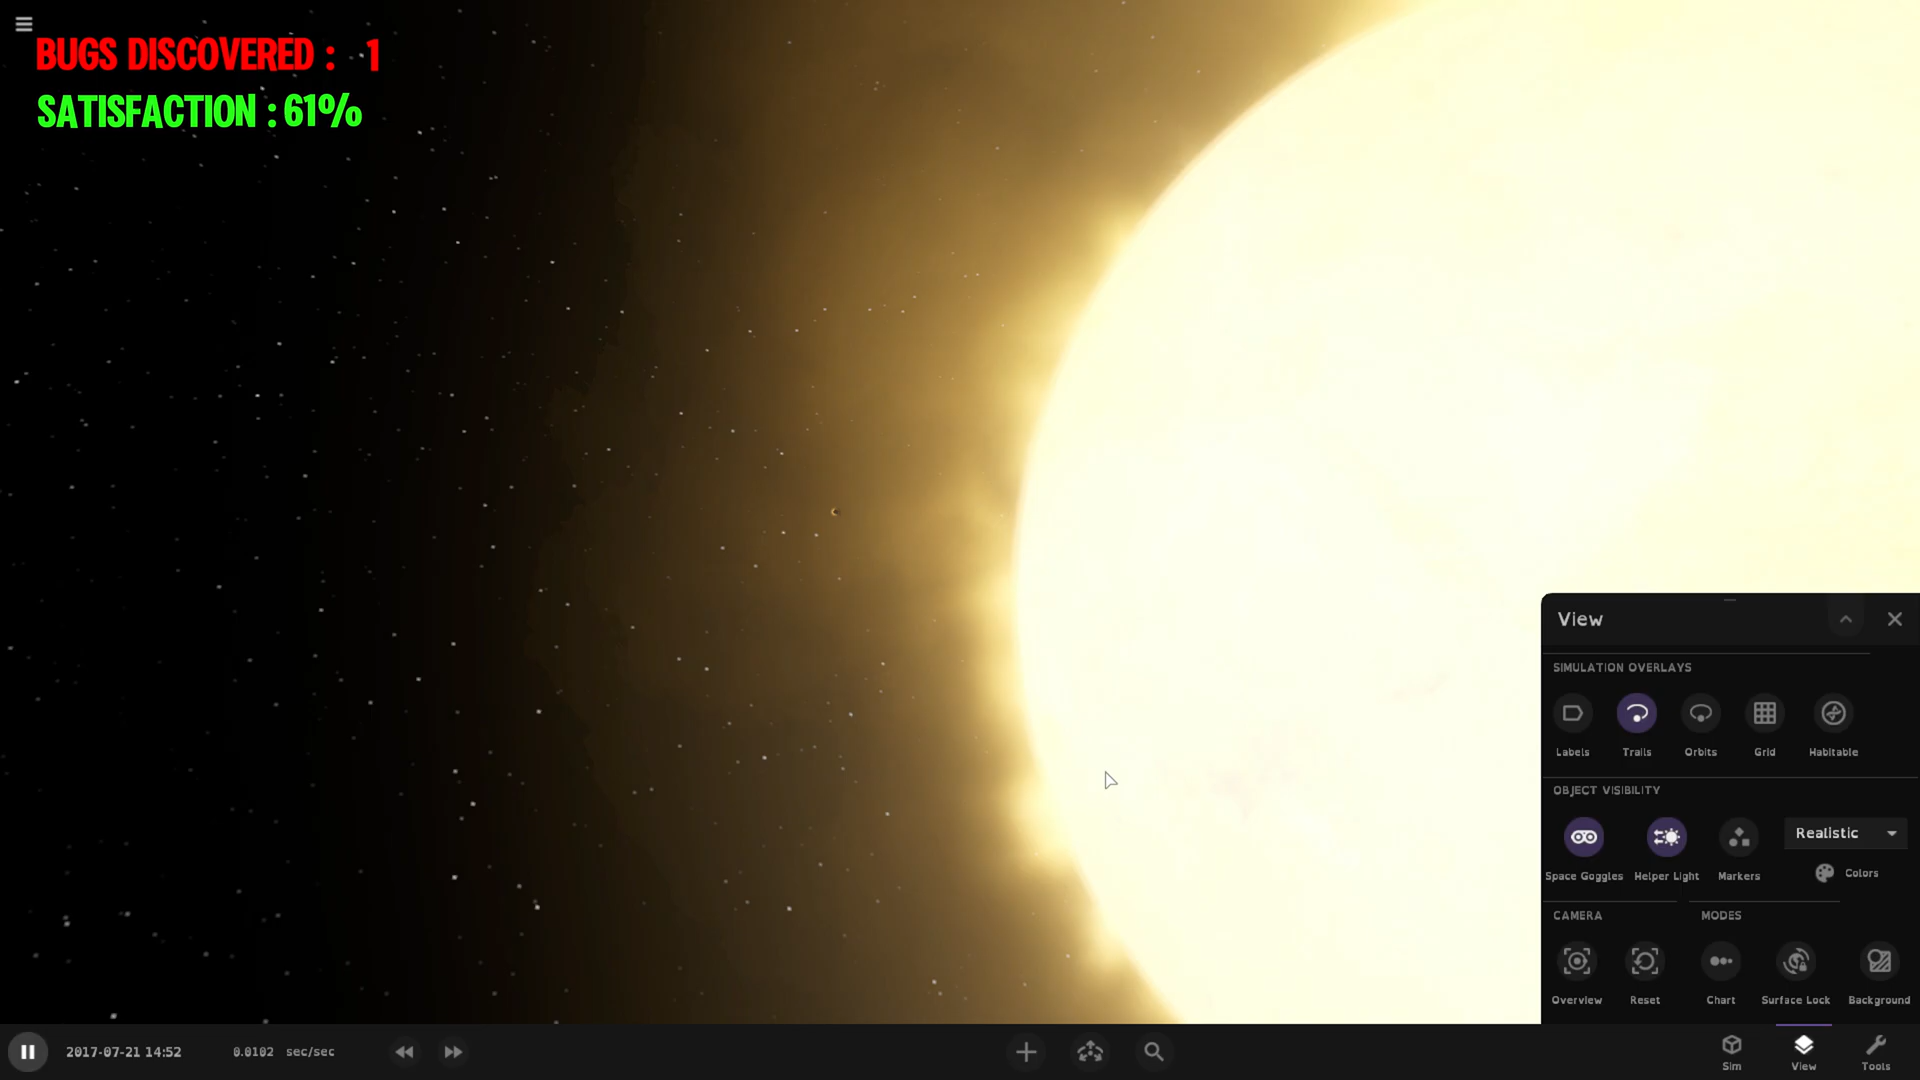 BUGS DISCOVERED : 1
SATISFACTION : 61%
View
SIMULATION OVERLAYS
Labels Trails Orbits Grid Habitable
OBJECT VISIBILITY
Realistic
Space Goggles Helper Light Markers Colors
CAMERA MODES
Overview Reset Chart Surface Lock Background
2017-07-21 14:52 0.0102 sec/sec
Sim View Tools